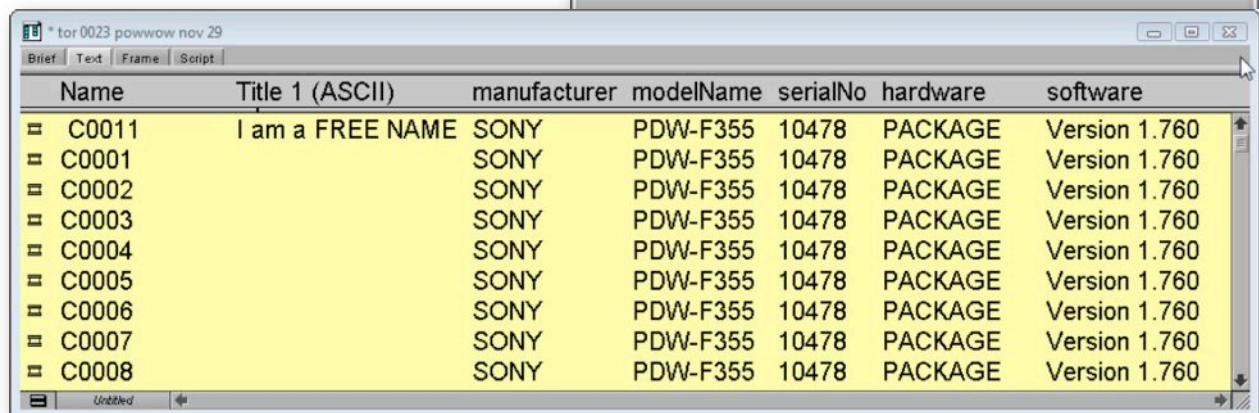 * tor 0023 powwow nov 29
Brief Text Frame Script
Name Title 1 (ASCII) manufacturer modelName serialNo hardware software
C0011 I am a FREE NAME SONY PDW-F355 10478 PACKAGE Version 1.760
C0001 SONY PDW-F355 10478 PACKAGE Version 1.760
C0002 SONY PDW-F355 10478 PACKAGE Version 1.760
C0003 SONY PDW-F355 10478 PACKAGE Version 1.760
C0004 SONY PDW-F355 10478 PACKAGE Version 1.760
C0005 SONY PDW-F355 10478 PACKAGE Version 1.760
C0006 SONY PDW-F355 10478 PACKAGE Version 1.760
C0007 SONY PDW-F355 10478 PACKAGE Version 1.760
C0008 SONY PDW-F355 10478 PACKAGE Version 1.760
Untitled